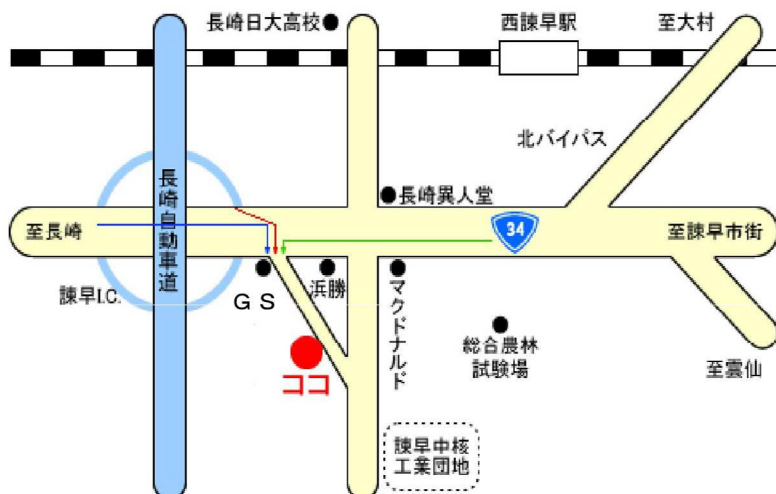 長崎日大高校
西諫早駅
至大村
北バイパス
長崎自動車道
長崎異人堂
至長崎
34
至諫早市街
諫早I.C.
GS
浜勝
マクドナルド
総合農林
試験場
至雲仙
ココ
諫早中核
工業団地